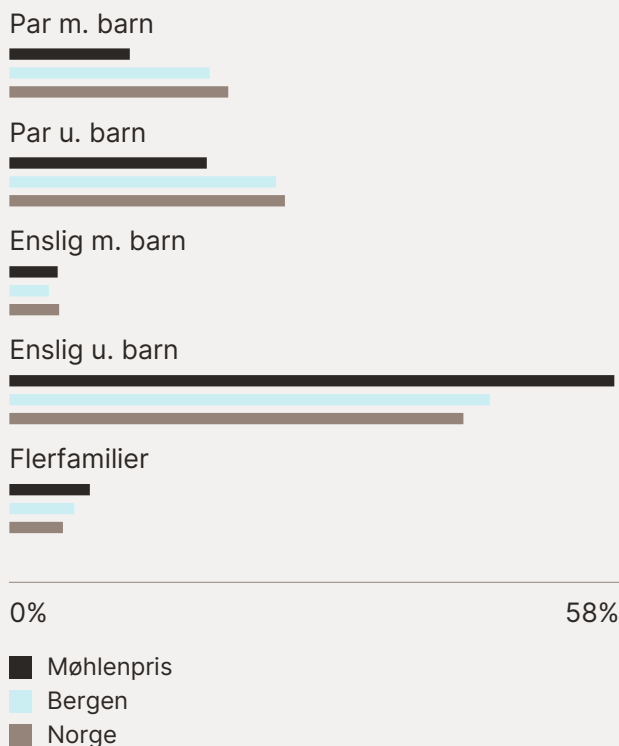 Par m. barn
Par u. barn
Enslig m. barn
Enslig u. barn
Flerfamilier
0% 58%
Møhlenpris
Bergen
Norge